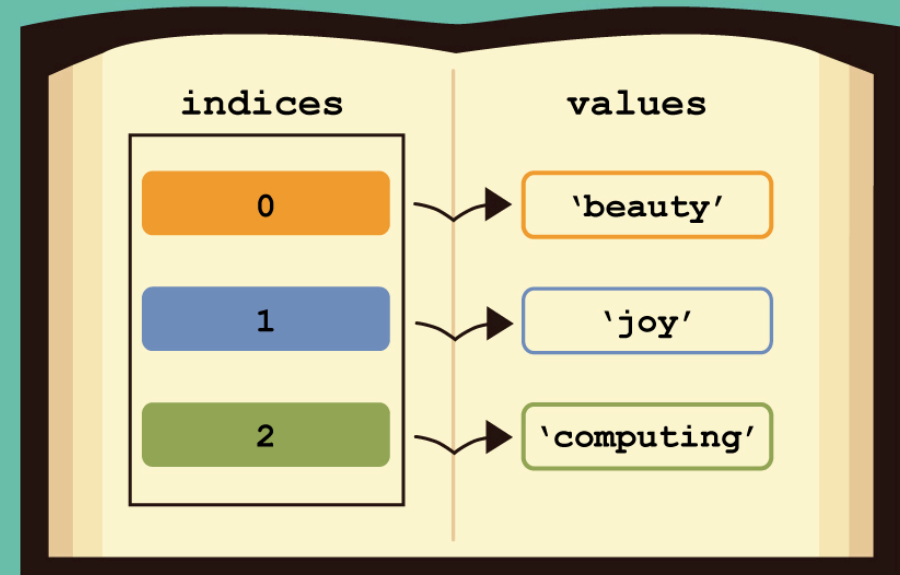 indices values
0 ‘beauty’
1 ‘joy’
2 ‘computing’